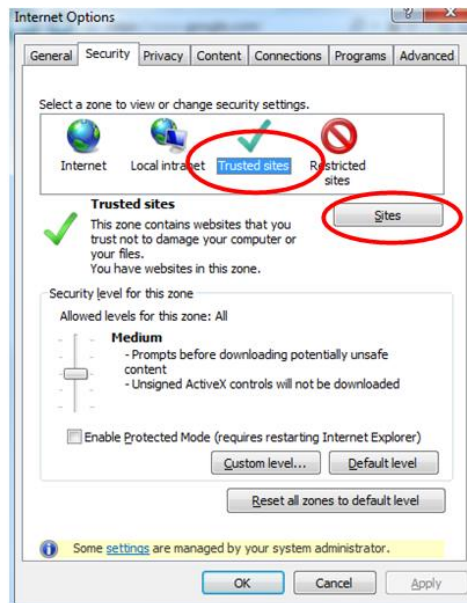 Internet Options
General Security Privacy Content Connections Programs Advanced
Select a zone to view or change security settings.
Internet Local intranet Trusted sites Restricted
sites
Trusted sites
Sites
This zone contains websites that you
trust not to damage your computer or
your files.
You have websites in this zone.
Security level for this zone
Allowed levels for this zone: All
Medium
- Prompts before downloading potentially unsafe
content
- Unsigned ActiveX controls will not be downloaded
Enable Protected Mode (requires restarting Internet Explorer)
Custom level... Default level
Reset all zones to default level
Some settings are managed by your system administrator.
OK Cancel Apply